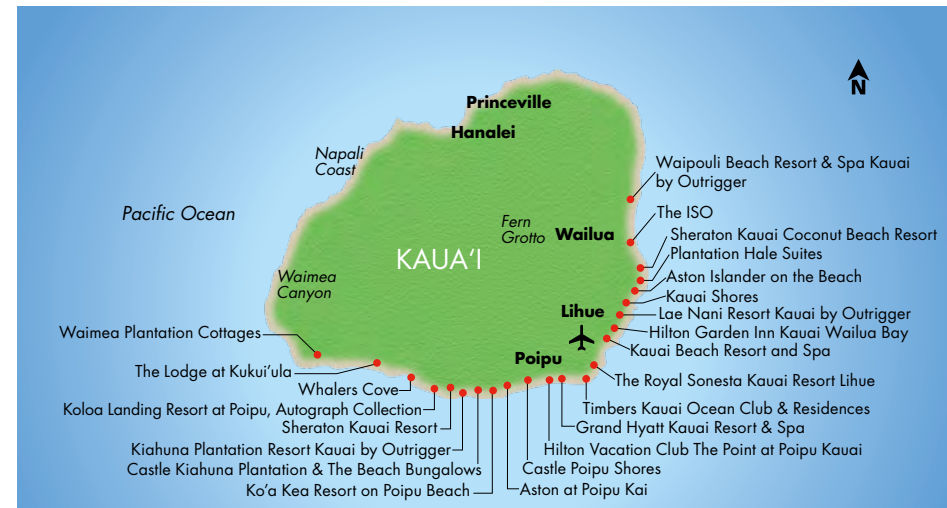 N
Princeville
Hanalei
Napali
Coast
Pacific Ocean
Fern
Grotto
Wailua
KAUA‘I
Waimea
Canyon
Lihue
Poipu
Waipouli Beach Resort & Spa Kauai
by Outrigger
The ISO
Sheraton Kauai Coconut Beach Resort
Plantation Hale Suites
Aston Islander on the Beach
Kauai Shores
Lae Nani Resort Kauai by Outrigger
Hilton Garden Inn Kauai Wailua Bay
Kauai Beach Resort and Spa
The Royal Sonesta Kauai Resort Lihue
Timbers Kauai Ocean Club & Residences
Grand Hyatt Kauai Resort & Spa
Hilton Vacation Club The Point at Poipu Kauai
Castle Poipu Shores
Aston at Poipu Kai
Waimea Plantation Cottages
The Lodge at Kukui’ula
Whalers Cove
Koloa Landing Resort at Poipu, Autograph Collection
Sheraton Kauai Resort
Kiahuna Plantation Resort Kauai by Outrigger
Castle Kiahuna Plantation & The Beach Bungalows
Ko’a Kea Resort on Poipu Beach